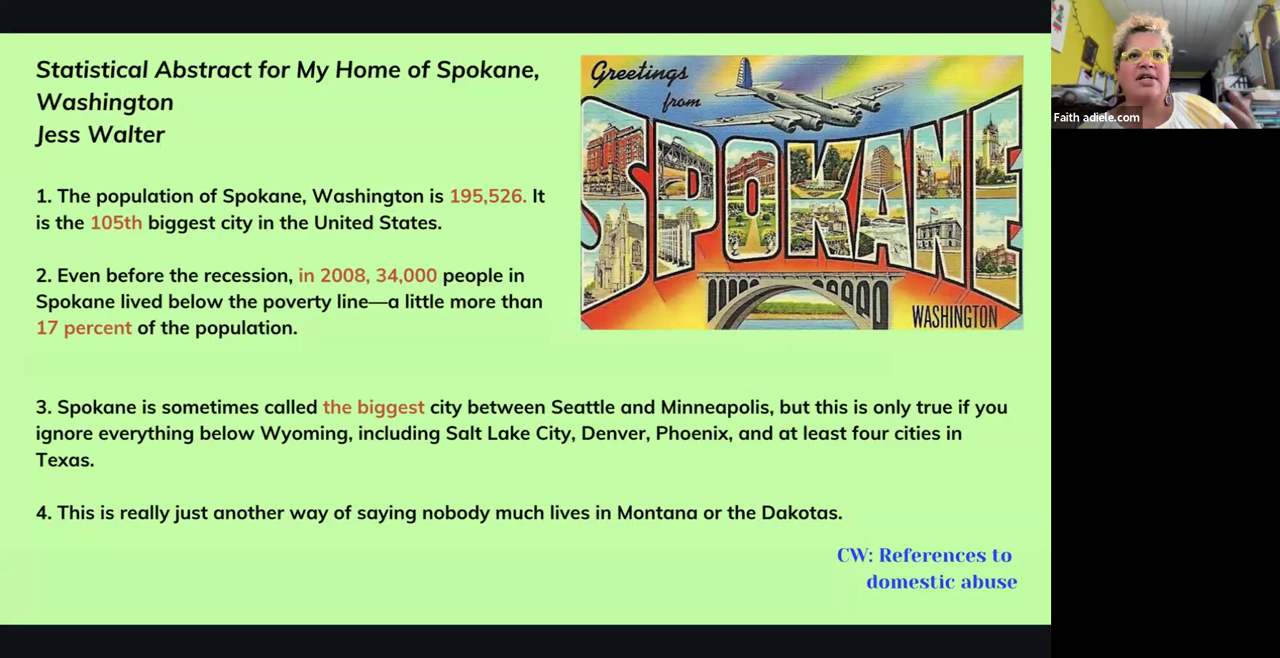 Statistical Abstract for My Home of Spokane,
Washington
Jess Walter
1. The population of Spokane, Washington is 195,526. It
is the 105th biggest city in the United States.
2. Even before the recession, in 2008, 34,000 people in
Spokane lived below the poverty line—a little more than
17 percent of the population.
Greetings
from
SPOKANE
WASHINGTON
3. Spokane is sometimes called the biggest city between Seattle and Minneapolis, but this is only true if you
ignore everything below Wyoming, including Salt Lake City, Denver, Phoenix, and at least four cities in
Texas.
4. This is really just another way of saying nobody much lives in Montana or the Dakotas.
CW: References to
domestic abuse
Faith adiele.com